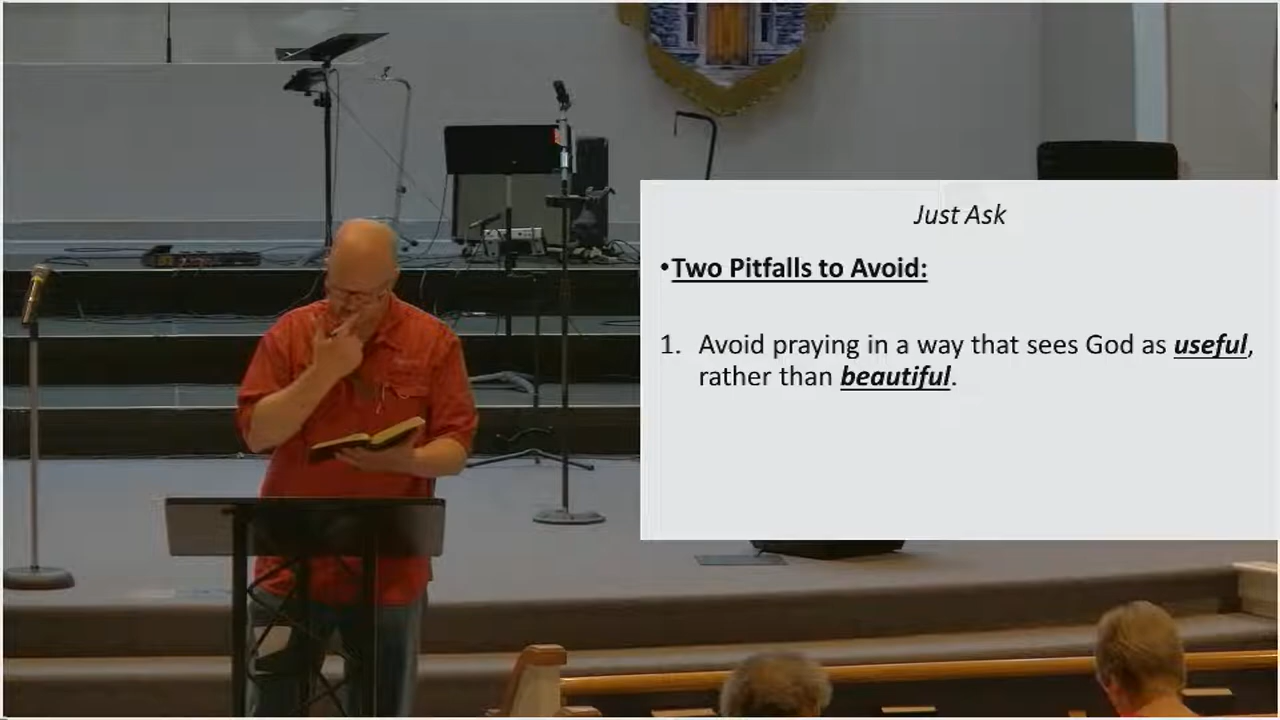 Just Ask
•Two Pitfalls to Avoid:
1. Avoid praying in a way that sees God as useful,
rather than beautiful.